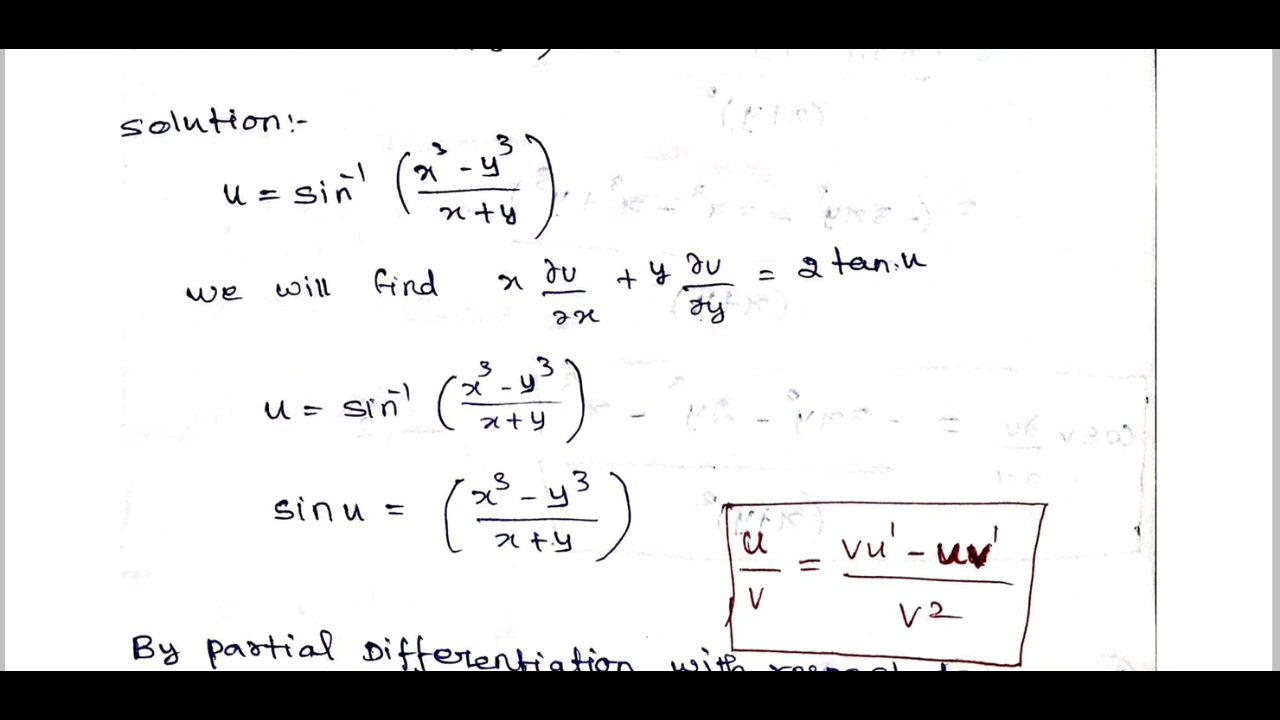 solution:-
u = sin⁻¹ (x³ - y³ / x + y)
we will find x ∂u/∂x + y ∂u/∂y = 2 tan.u
u = sin⁻¹ (x³ - y³ / x + y)
sin u = (x³ - y³ / x + y)
u / v = vu' - uv' / v²
By partial Differentiation with